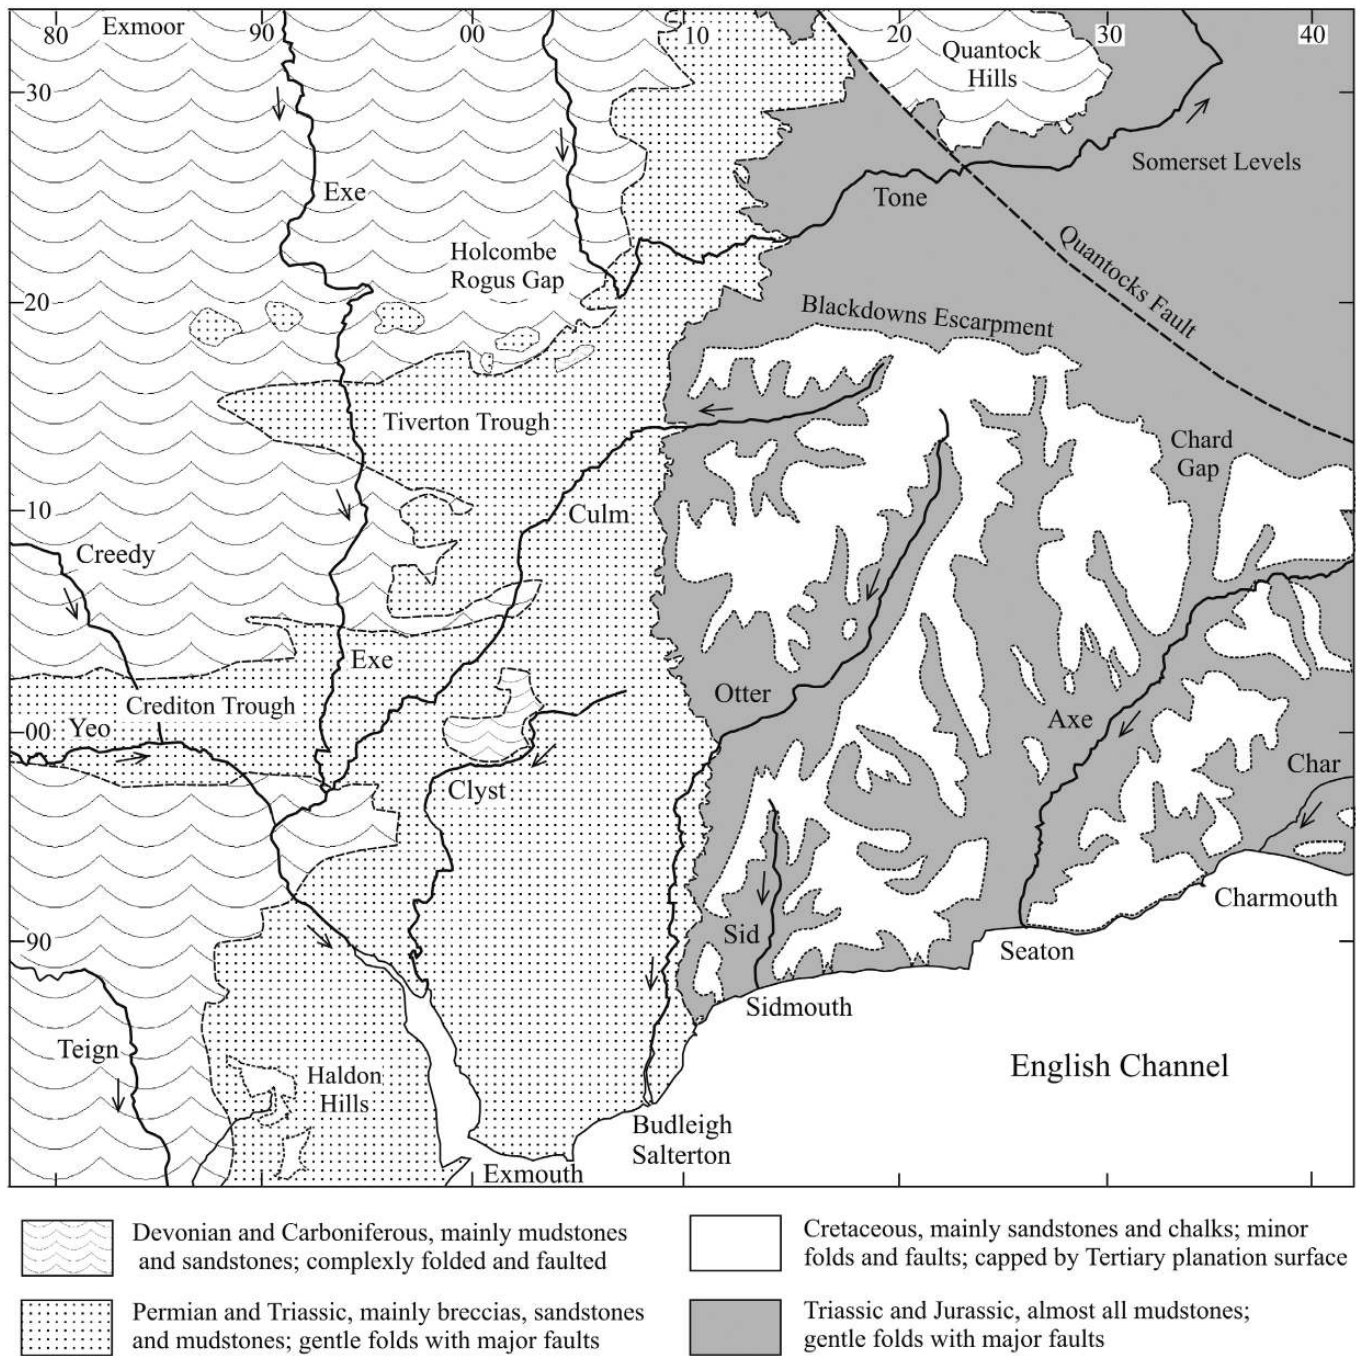 80
Exmoor
90
00
10
20
30
40
Quantock
Hills
30
Exe
Somerset Levels
Tone
Holcombe
Rogus Gap
Quantocks Fault
20
Blackdowns Escarpment
Tiverton Trough
Chard
Gap
10
Culm
Creedy
Exe
Otter
Crediton Trough
Axe
Yeo
00
Char
Clyst
Charmouth
90
Sid
Seaton
Sidmouth
Teign
English Channel
Haldon
Hills
Budleigh
Salterton
Exmouth
Devonian and Carboniferous, mainly mudstones
and sandstones; complexly folded and faulted
Cretaceous, mainly sandstones and chalks; minor
folds and faults; capped by Tertiary planation surface
Permian and Triassic, mainly breccias, sandstones
and mudstones; gentle folds with major faults
Triassic and Jurassic, almost all mudstones;
gentle folds with major faults